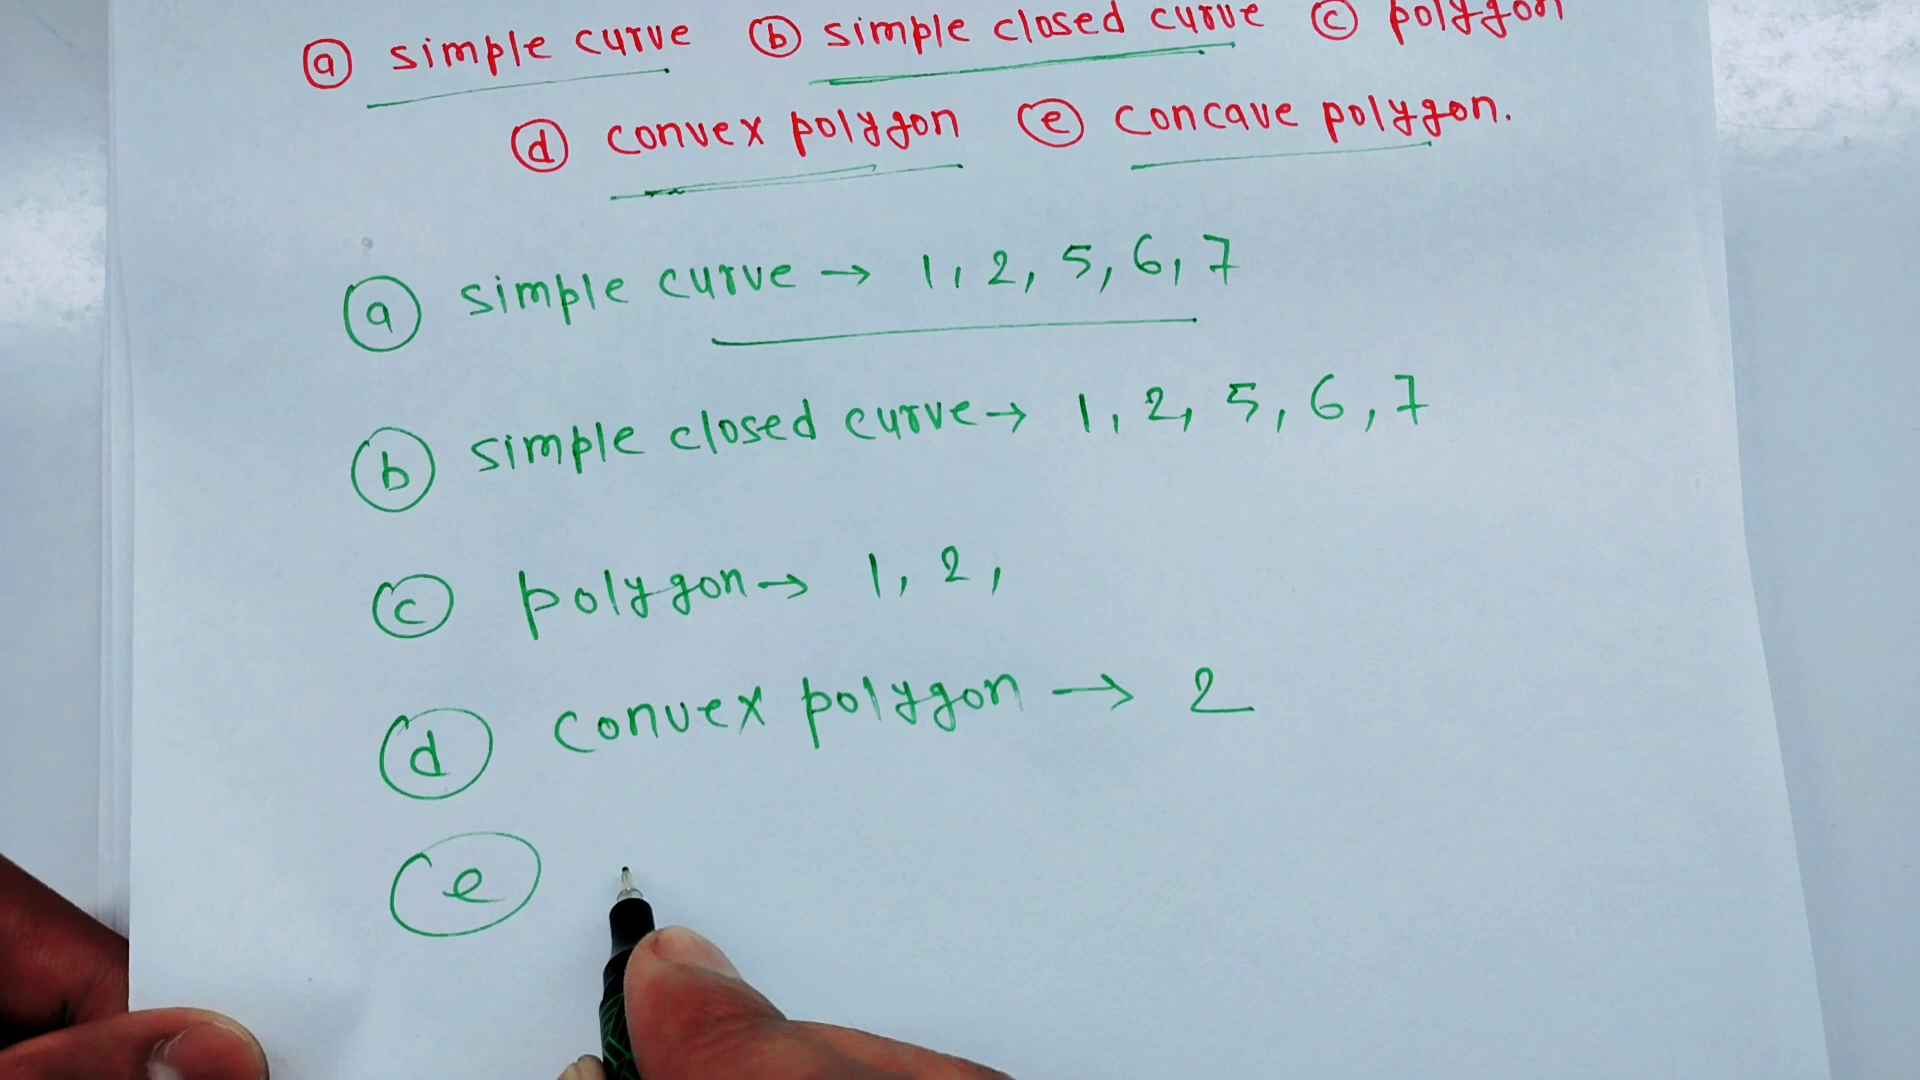 (a) simple curve (b) simple closed curve (c) polygon
(d) convex polygon (e) concave polygon.
(a) simple curve → 1, 2, 5, 6, 7
(b) simple closed curve → 1, 2, 5, 6, 7
(c) polygon → 1, 2,
(d) convex polygon → 2
(e)